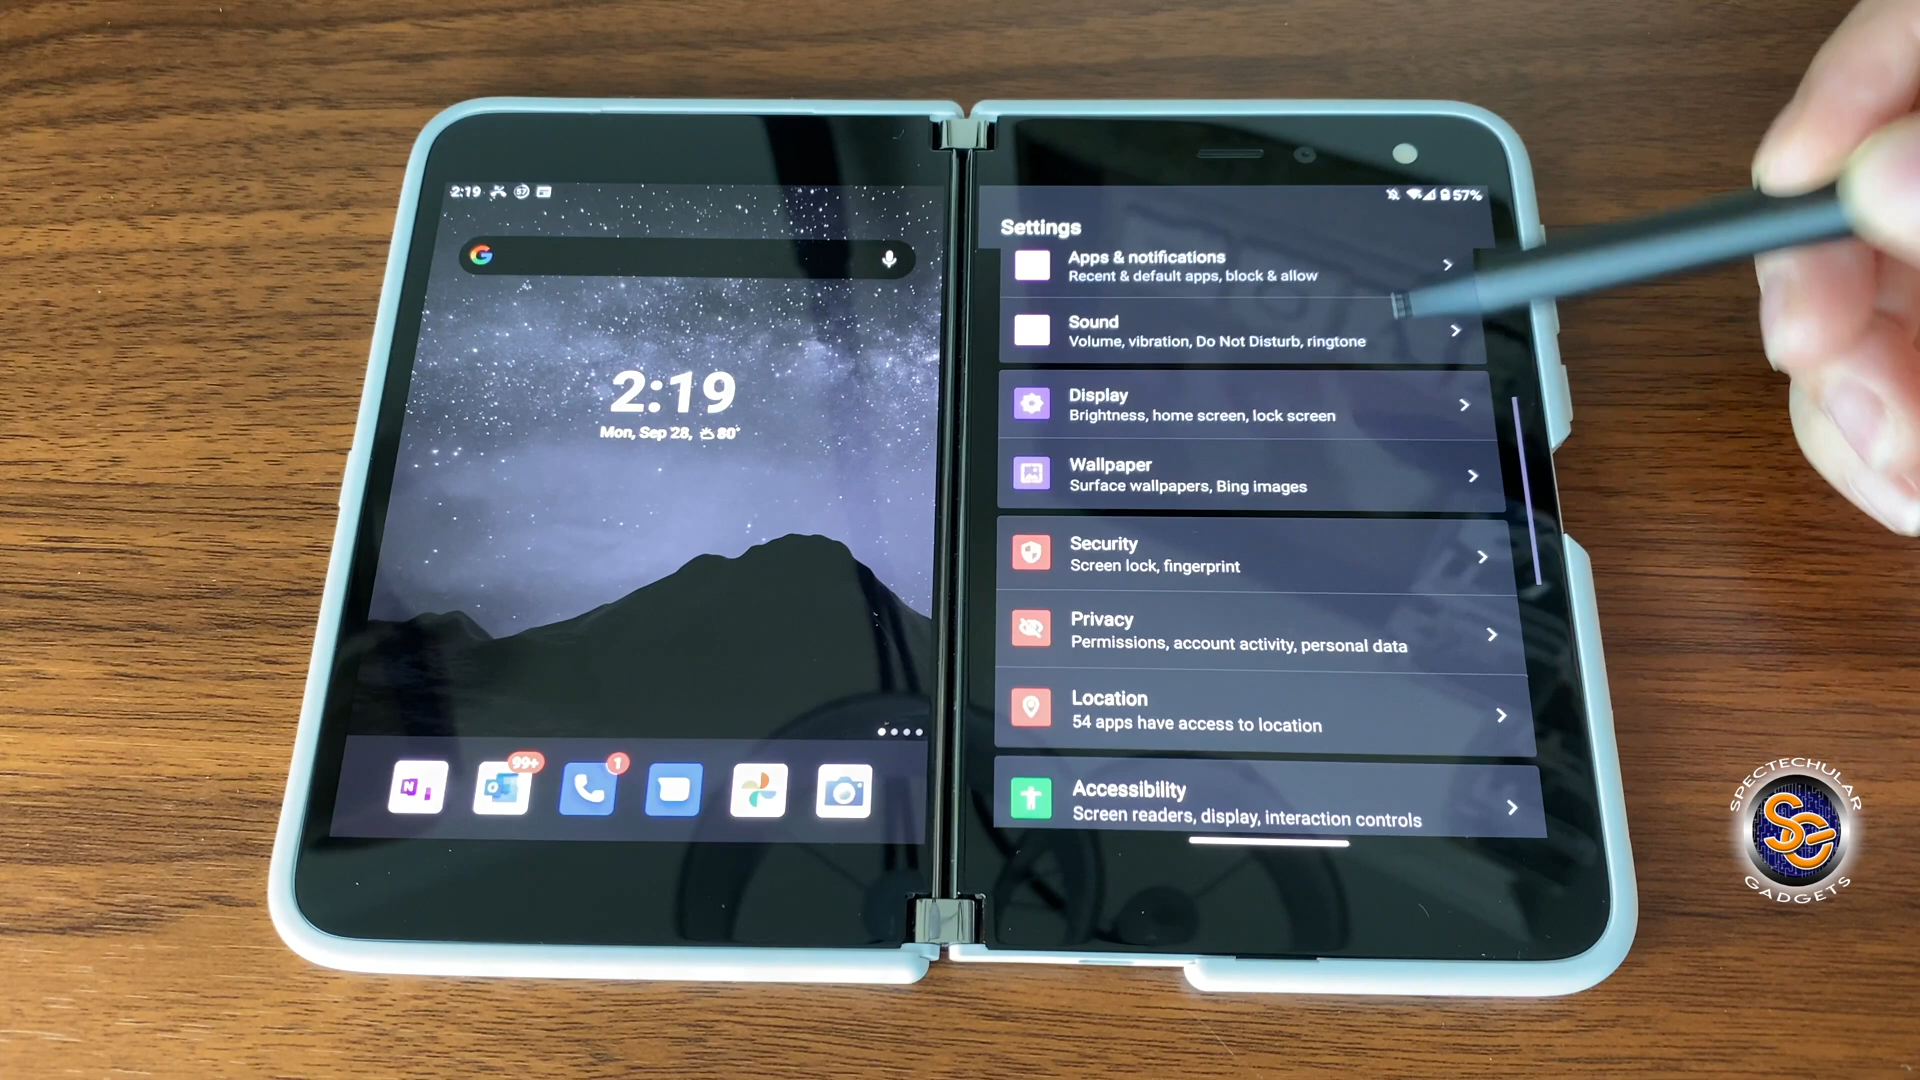 2:19
57
2:19
Mon, Sep 28, 80°
99+
1
57%
Settings
Apps & notifications
Recent & default apps, block & allow
Sound
Volume, vibration, Do Not Disturb, ringtone
Display
Brightness, home screen, lock screen
Wallpaper
Surface wallpapers, Bing images
Security
Screen lock, fingerprint
Privacy
Permissions, account activity, personal data
Location
54 apps have access to location
Accessibility
Screen readers, display, interaction controls
SPECTECHULAR
SG
GADGETS